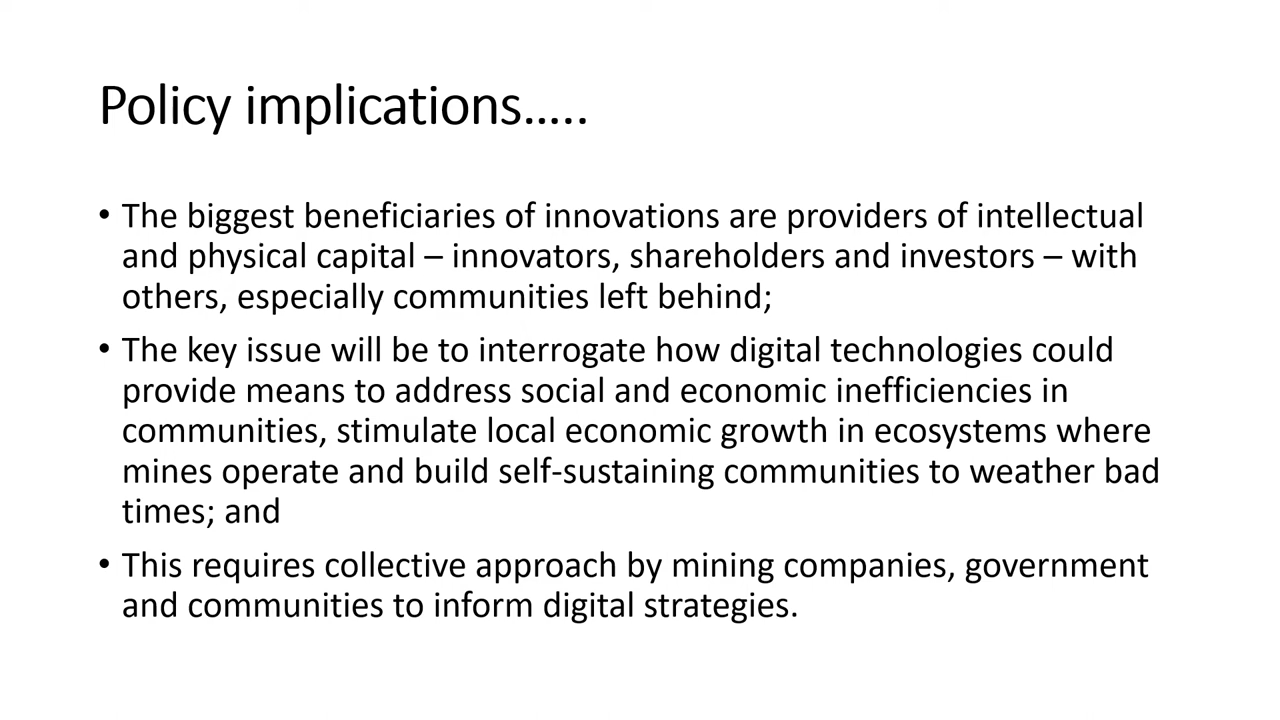 Policy implications…..
• The biggest beneficiaries of innovations are providers of intellectual
and physical capital – innovators, shareholders and investors – with
others, especially communities left behind;
• The key issue will be to interrogate how digital technologies could
provide means to address social and economic inefficiencies in
communities, stimulate local economic growth in ecosystems where
mines operate and build self-sustaining communities to weather bad
times; and
• This requires collective approach by mining companies, government
and communities to inform digital strategies.